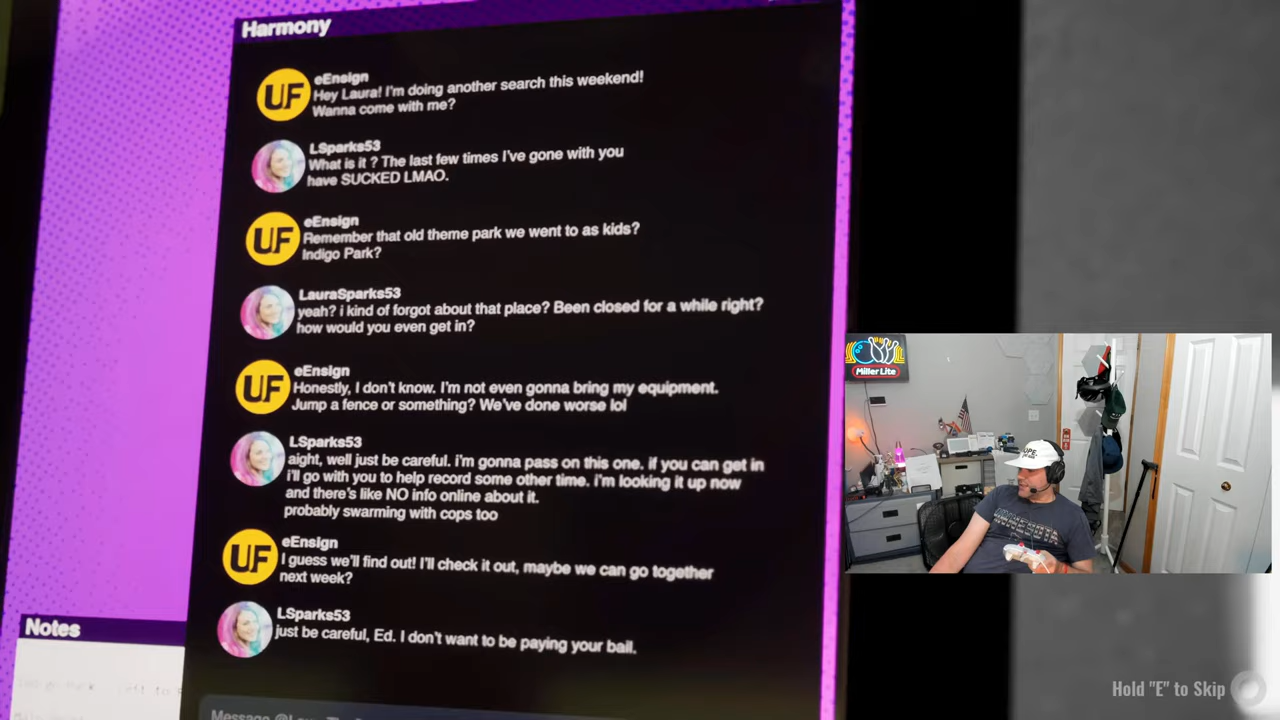 Harmony
UF
eEnsign
Hey Laura! I'm doing another search this weekend!
Wanna come with me?
LSparks53
What is it ? The last few times I've gone with you
have SUCKED LMAO.
UF
eEnsign
Remember that old theme park we went to as kids?
Indigo Park?
LauraSparks53
yeah? i kind of forgot about that place? Been closed for a while right?
how would you even get in?
UF
eEnsign
Honestly, I don't know. I'm not even gonna bring my equipment.
Jump a fence or something? We've done worse lol
LSparks53
aight, well just be careful. i'm gonna pass on this one. if you can get in
i'll go with you to help record some other time. i'm looking it up now
and there's like NO info online about it.
probably swarming with cops too
UF
eEnsign
I guess we'll find out! I'll check it out, maybe we can go together
next week?
LSparks53
just be careful, Ed. I don't want to be paying your bail.
Notes
Message
Miller Lite
Hold "E" to Skip